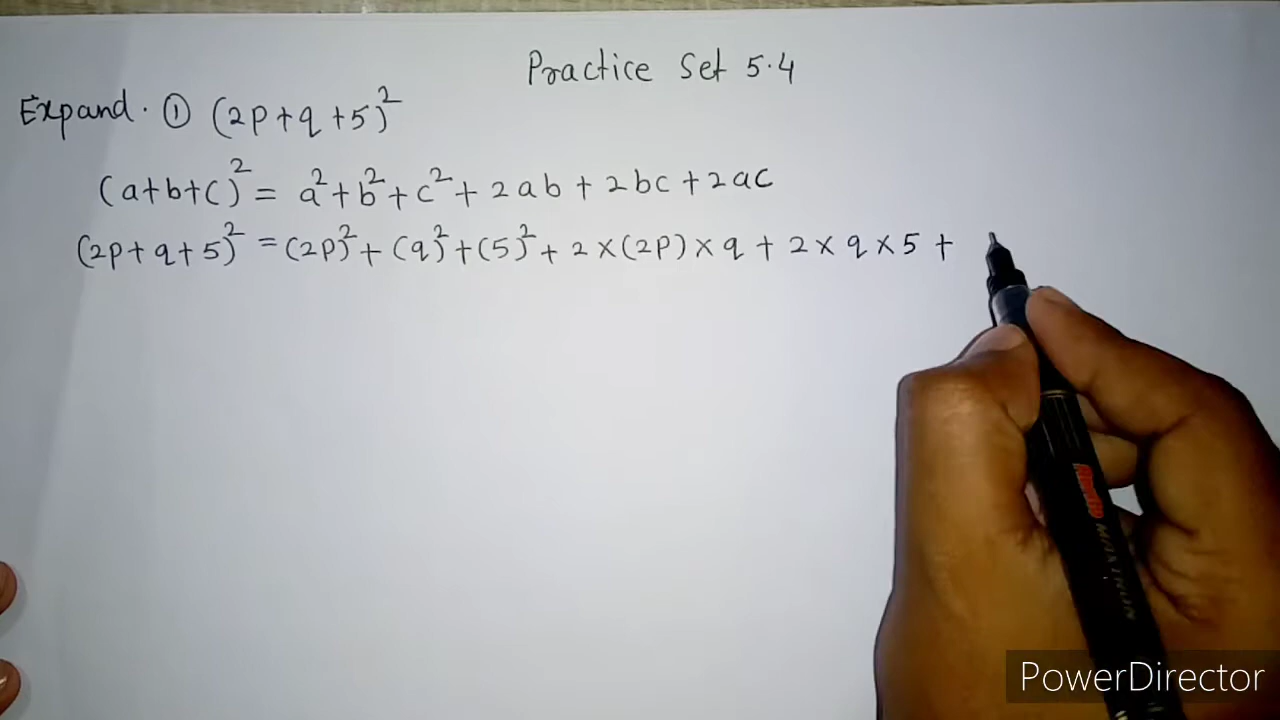 Practice Set 5.4
Expand. ① (2p+q+5)²
(a+b+c)² = a²+b²+c²+2ab+2bc+2ac
(2p+q+5)² = (2p)²+(q)²+(5)²+2×(2p)×q+2×q×5+
PowerDirector